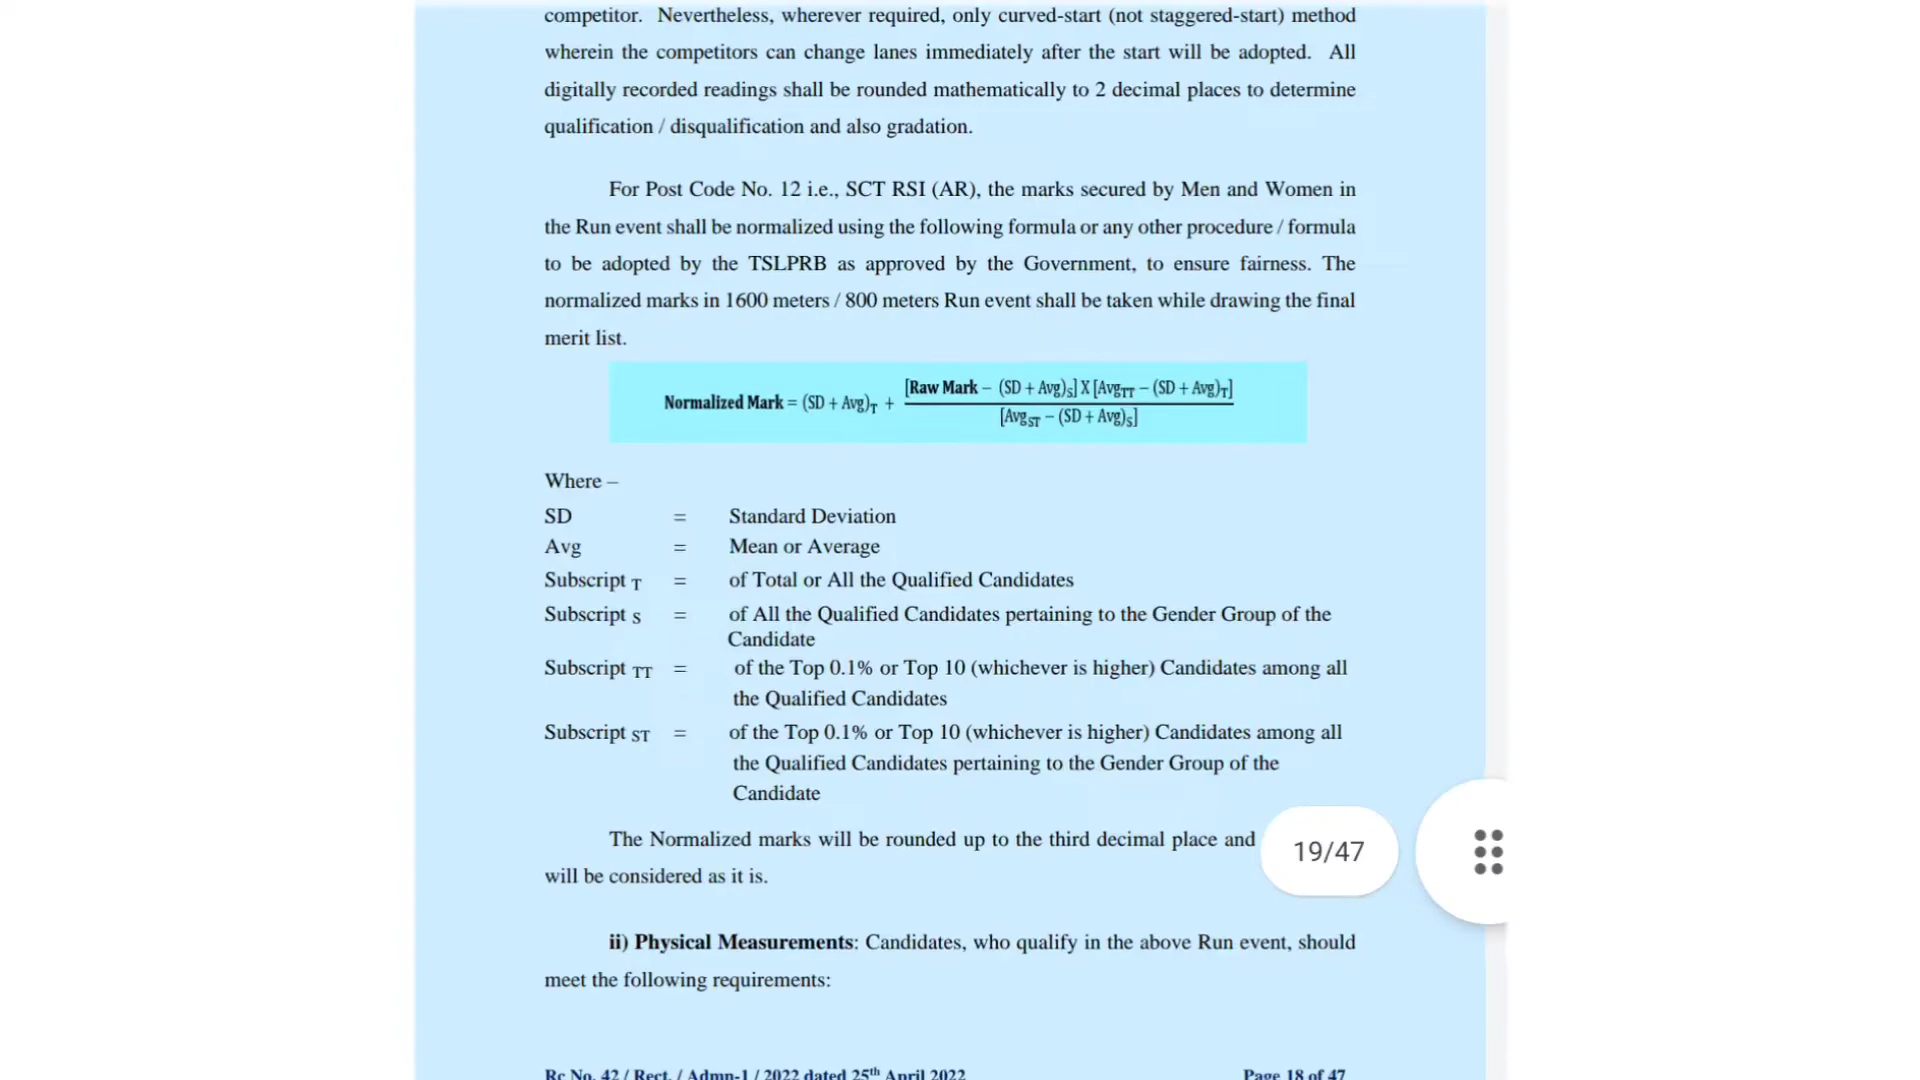 competitor. Nevertheless, wherever required, only curved-start (not staggered-start) method
wherein the competitors can change lanes immediately after the start will be adopted. All
digitally recorded readings shall be rounded mathematically to 2 decimal places to determine
qualification / disqualification and also gradation.
For Post Code No. 12 i.e., SCT RSI (AR), the marks secured by Men and Women in
the Run event shall be normalized using the following formula or any other procedure / formula
to be adopted by the TSLPRB as approved by the Government, to ensure fairness. The
normalized marks in 1600 meters / 800 meters Run event shall be taken while drawing the final
merit list.
Normalized Mark = (SD + Avg)T + [Raw Mark – (SD + Avg)S] X [AvgTT – (SD + Avg)T]
[AvgST – (SD + Avg)S]
Where –
SD = Standard Deviation
Avg = Mean or Average
Subscript T = of Total or All the Qualified Candidates
Subscript S = of All the Qualified Candidates pertaining to the Gender Group of the
Candidate
Subscript TT = of the Top 0.1% or Top 10 (whichever is higher) Candidates among all
the Qualified Candidates
Subscript ST = of the Top 0.1% or Top 10 (whichever is higher) Candidates among all
the Qualified Candidates pertaining to the Gender Group of the
Candidate
The Normalized marks will be rounded up to the third decimal place and
19/47
will be considered as it is.
ii) Physical Measurements: Candidates, who qualify in the above Run event, should
meet the following requirements:
Rc No. 42 / Rect. / Admn-1 / 2022 dated 25th April 2022 Page 18 of 47